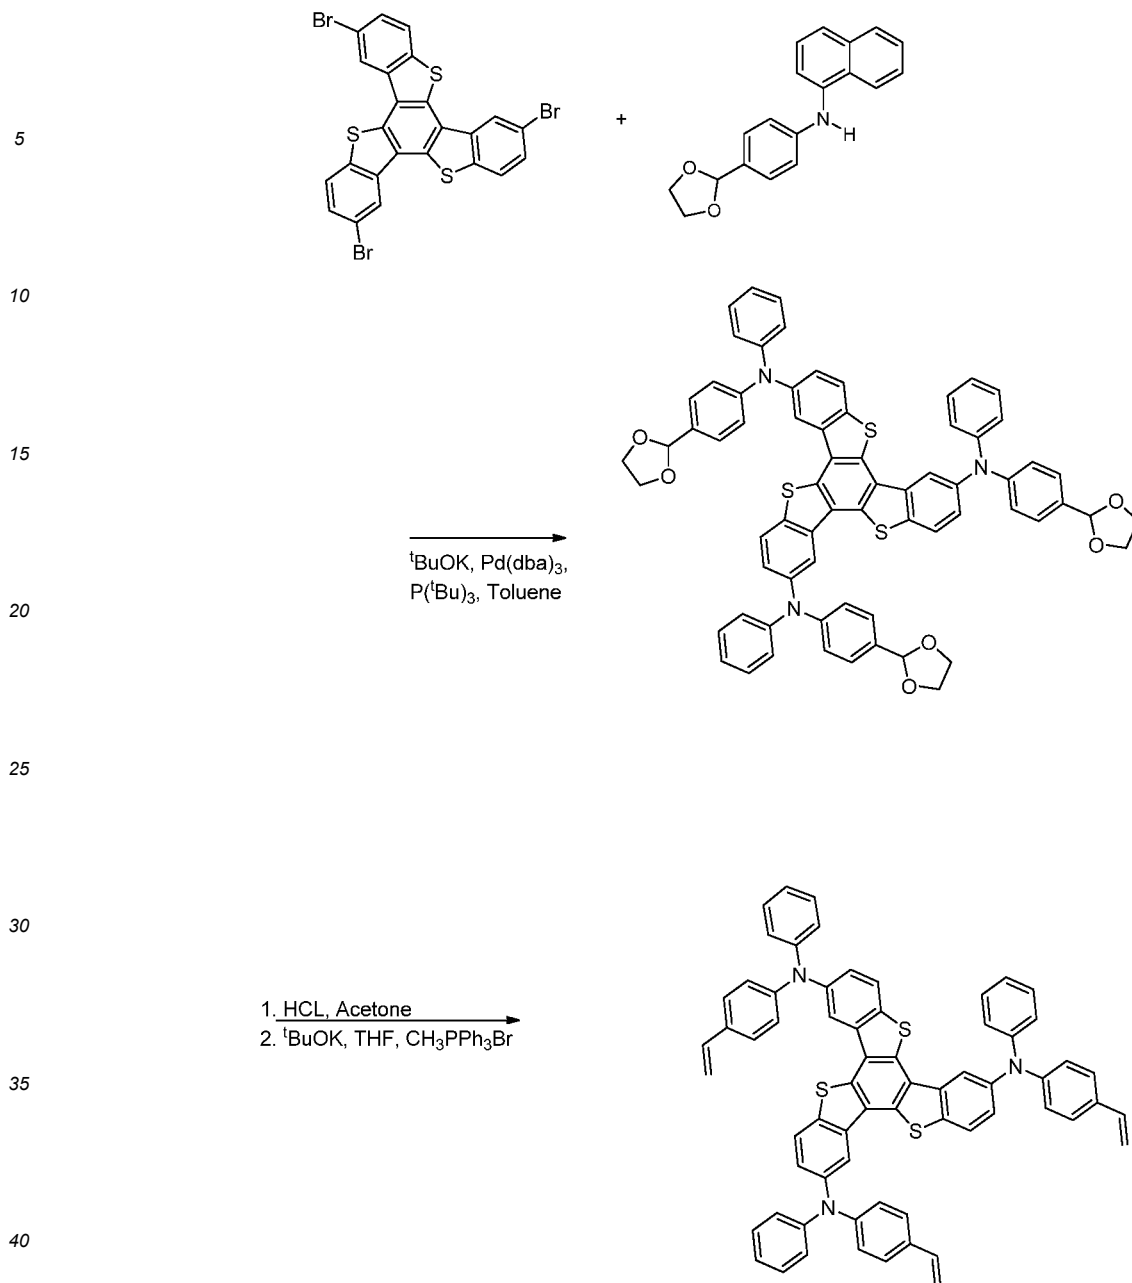 Br
S
Br
5
S
+
N
H
S
O
O
Br
10
N
O
S
15
O
N
S
O
S
O
tBuOK, Pd(dba)3,
P(tBu)3, Toluene
N
20
O
O
25
30
N
1. HCL, Acetone
2. tBuOK, THF, CH3PPh3Br
S
N
35
S
S
N
40